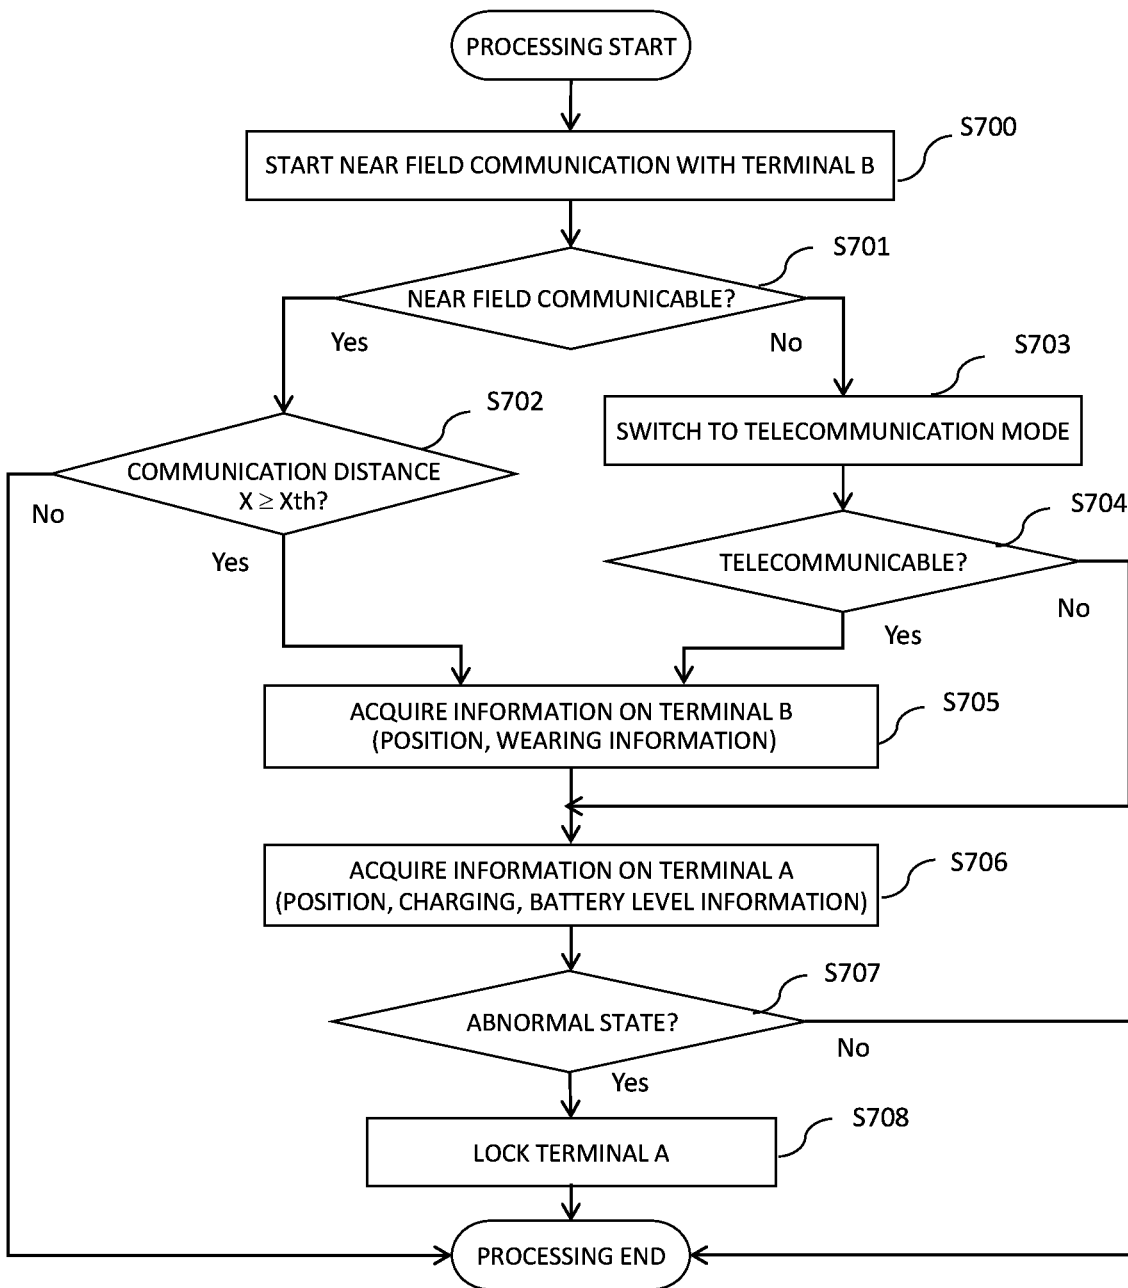 PROCESSING START
S700
START NEAR FIELD COMMUNICATION WITH TERMINAL B
S701
NEAR FIELD COMMUNICABLE?
Yes
No
S703
S702
SWITCH TO TELECOMMUNICATION MODE
COMMUNICATION DISTANCE
X ≥ Xth?
No
S704
Yes
TELECOMMUNICABLE?
No
Yes
S705
ACQUIRE INFORMATION ON TERMINAL B
(POSITION, WEARING INFORMATION)
S706
ACQUIRE INFORMATION ON TERMINAL A
(POSITION, CHARGING, BATTERY LEVEL INFORMATION)
S707
ABNORMAL STATE?
No
Yes
S708
LOCK TERMINAL A
PROCESSING END